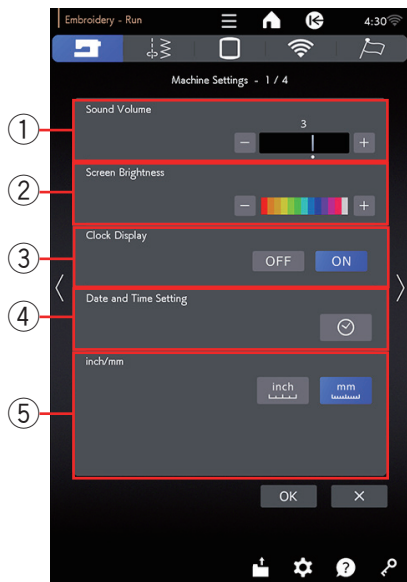 Embroidery - Run
4:30
Machine Settings - 1 / 4
1
Sound Volume
3
- +
2
Screen Brightness
- +
3
Clock Display
OFF ON
4
Date and Time Setting
5
inch/mm
inch mm
OK X
?